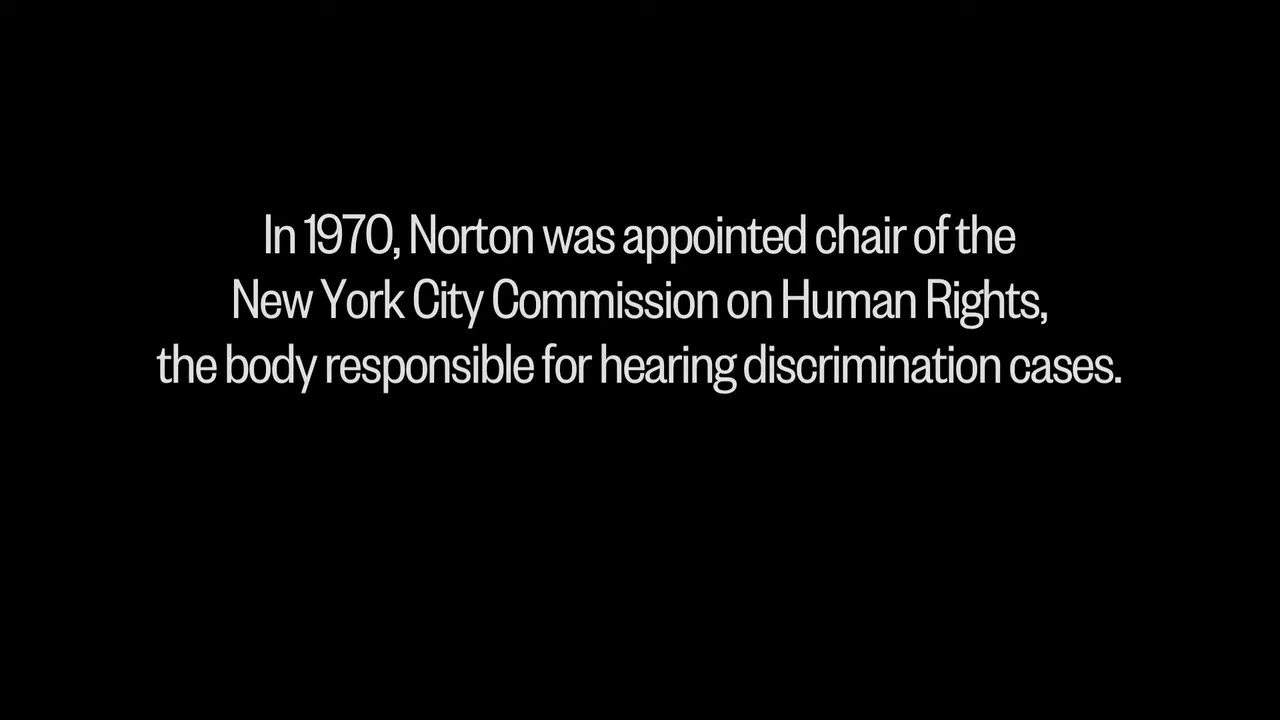 In 1970, Norton was appointed chair of the
New York City Commission on Human Rights,
the body responsible for hearing discrimination cases.